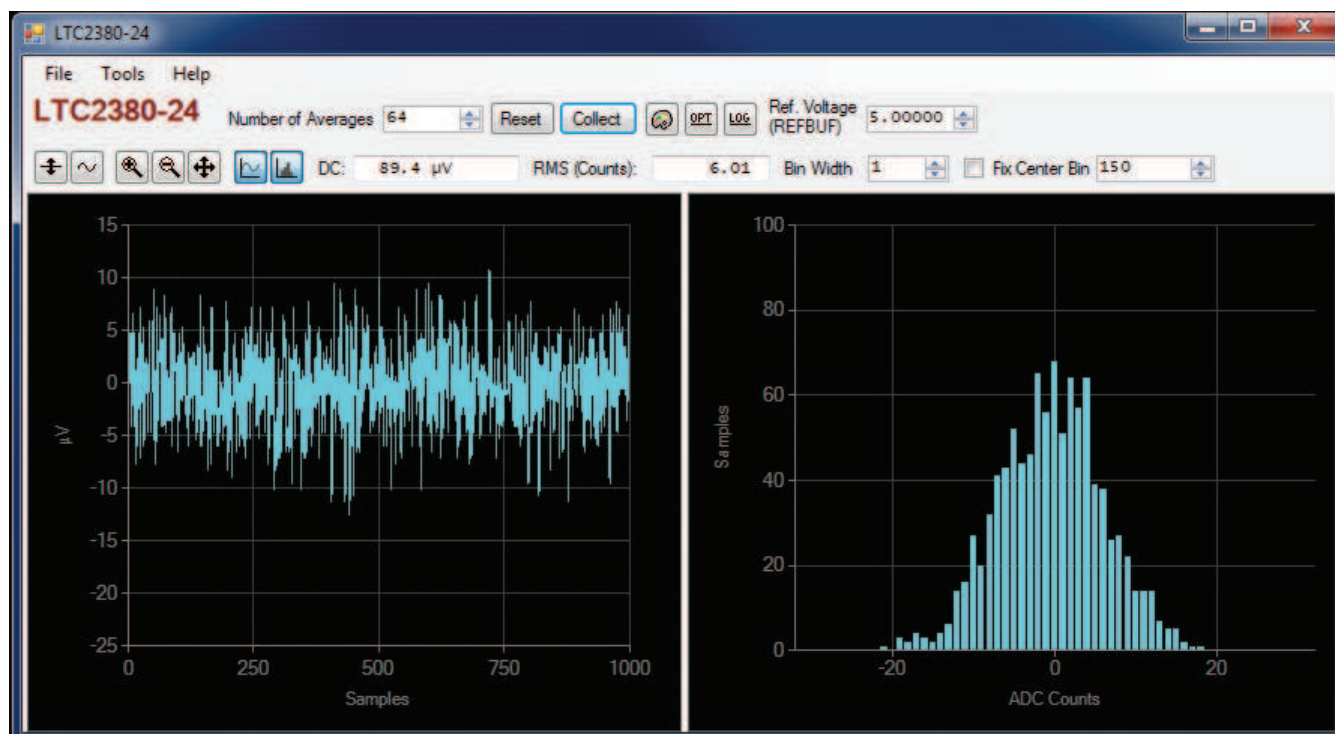 LTC2380-24
File Tools Help
LTC2380-24 Number of Averages 64 Reset Collect OPT LOG Ref. Voltage (REFBUF) 5.00000
DC: 89.4 µV RMS (Counts): 6.01 Bin Width 1 Fix Center Bin 150
15
10
5
0
-5
-10
-15
-20
-25
µV
0 250 500 750 1000
Samples
100
80
60
40
20
0
Samples
-20 0 20
ADC Counts